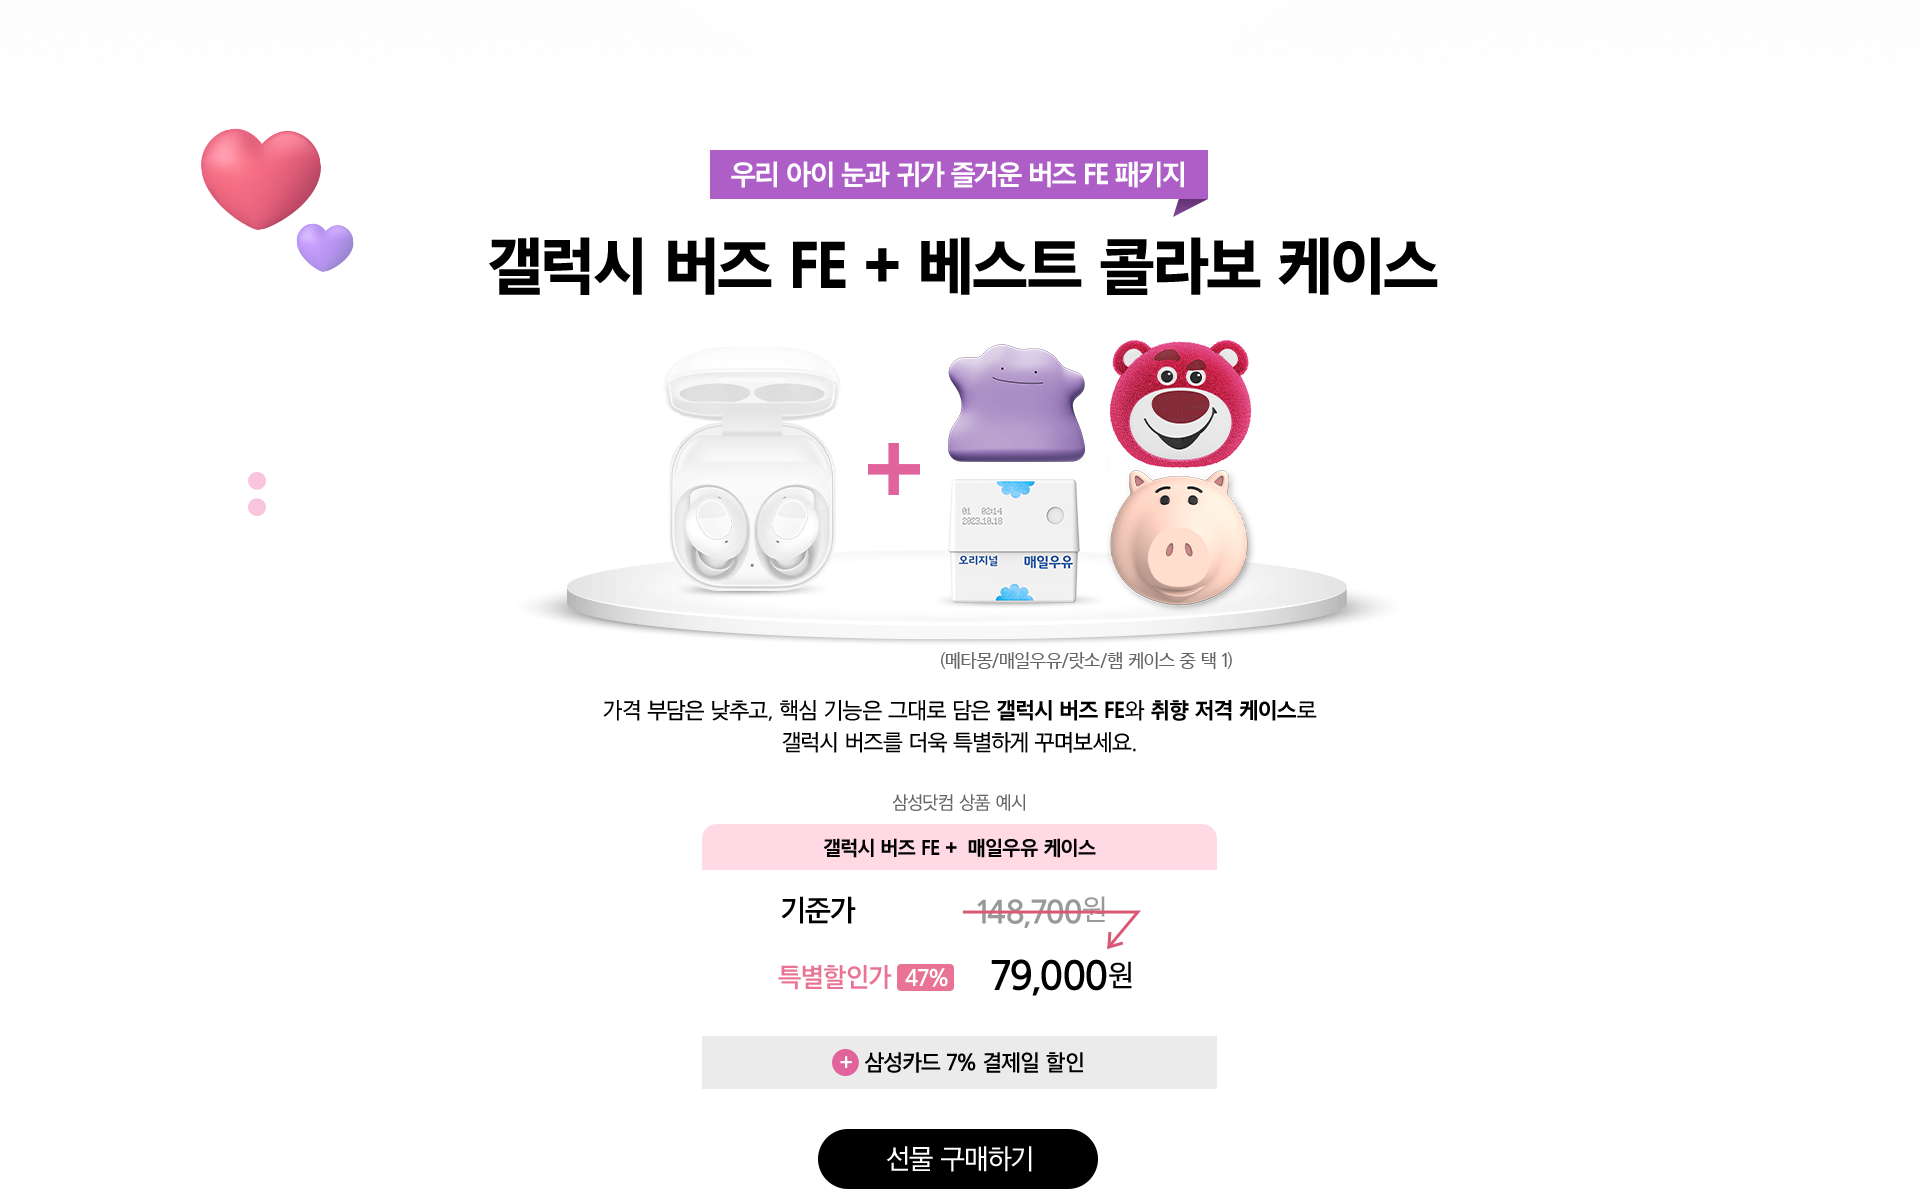 우리 아이 눈과 귀가 즐거운 버즈 FE 패키지
갤럭시 버즈 FE + 베스트 콜라보 케이스
01 02:14
2023.10.18
오리지널 매일우유
(메타몽/매일우유/랏소/햄 케이스 중 택 1)
가격 부담은 낮추고, 핵심 기능은 그대로 담은 갤럭시 버즈 FE와 취향 저격 케이스로
갤럭시 버즈를 더욱 특별하게 꾸며보세요.
삼성닷컴 상품 예시
갤럭시 버즈 FE + 매일우유 케이스
기준가 148,700원
특별할인가 47% 79,000원
+ 삼성카드 7% 결제일 할인
선물 구매하기